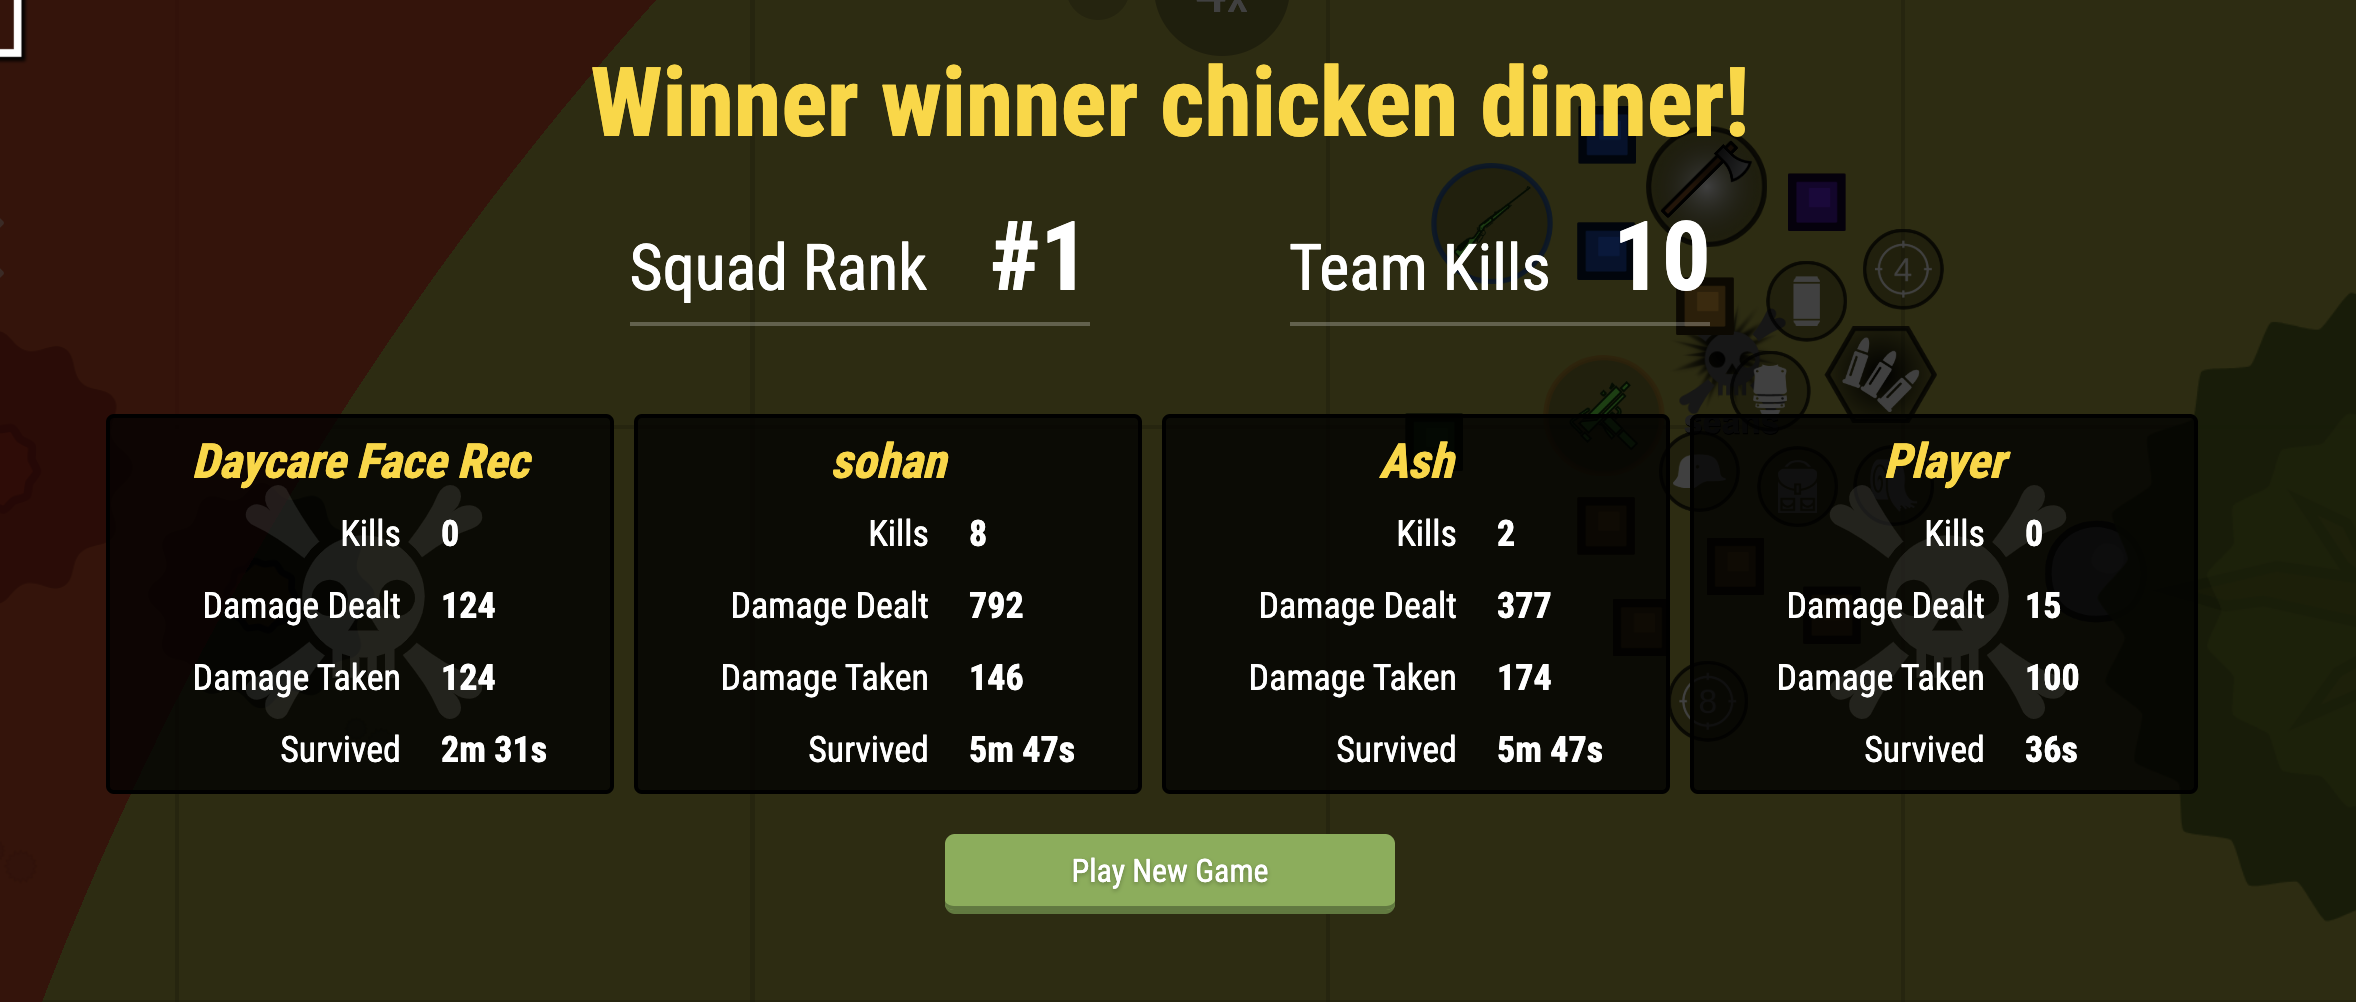 4x
Winner winner chicken dinner!
Squad Rank #1
Team Kills 10
4
Daycare Face Rec
Kills 0
Damage Dealt 124
Damage Taken 124
Survived 2m 31s
sohan
Kills 8
Damage Dealt 792
Damage Taken 146
Survived 5m 47s
Ash
Kills 2
Damage Dealt 377
Damage Taken 174
Survived 5m 47s
Player
Kills 0
Damage Dealt 15
Damage Taken 100
Survived 36s
8
Play New Game